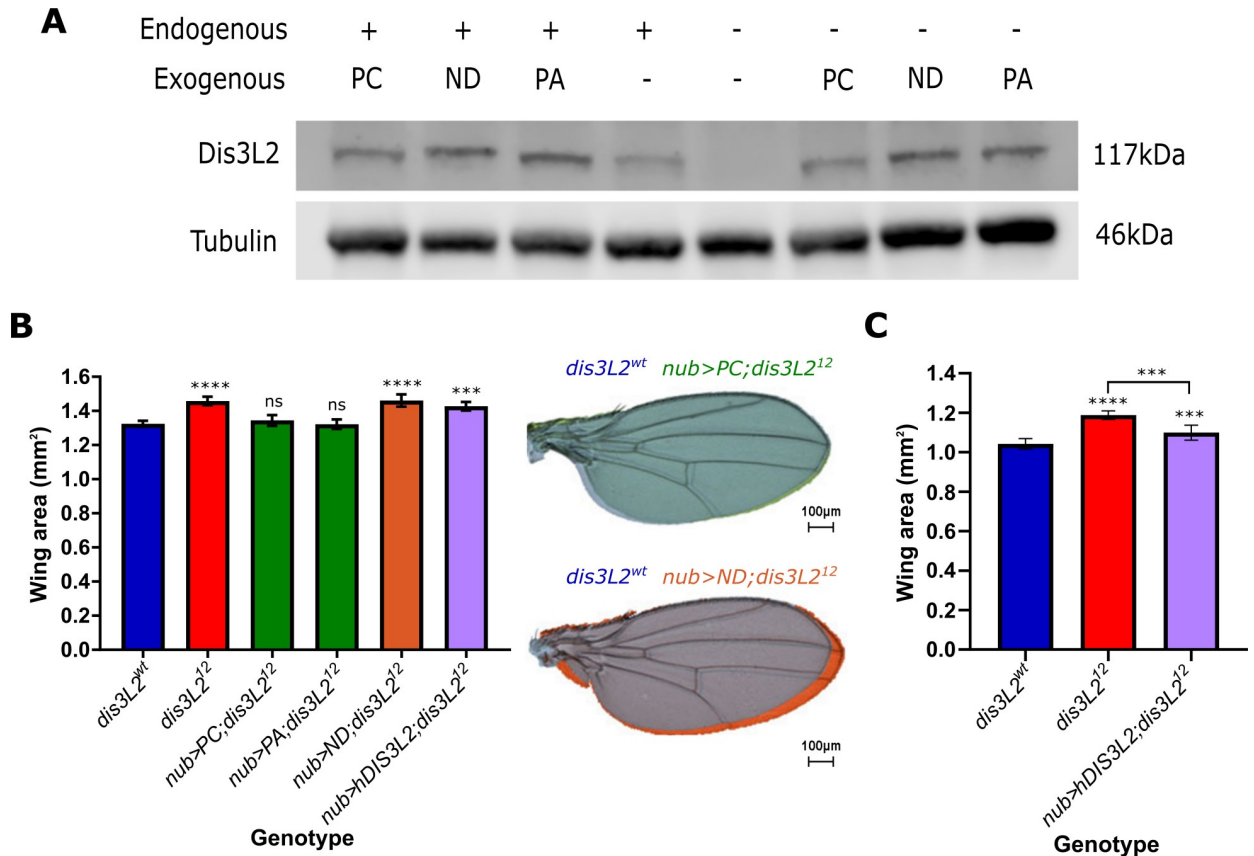 A
Endogenous + + + + - - - -
Exogenous PC ND PA - - PC ND PA
Dis3L2 117kDa
Tubulin 46kDa
B
Wing area (mm²)
1.6
1.4
1.2
1.0
0.8
0.6
0.4
0.2
0.0
**** ns ns **** ***
dis3L2ʷᵗ
dis3L2¹²
nub>PC;dis3L2¹²
nub>PA;dis3L2¹²
nub>ND;dis3L2¹²
nub>hDIS3L2;dis3L2¹²
Genotype
dis3L2ʷᵗ nub>PC;dis3L2¹²
100µm
dis3L2ʷᵗ nub>ND;dis3L2¹²
100µm
C
Wing area (mm²)
1.4
1.2
1.0
0.8
0.6
0.4
0.2
0.0
***
**** ***
dis3L2ʷᵗ
dis3L2¹²
nub>hDIS3L2;dis3L2¹²
Genotype